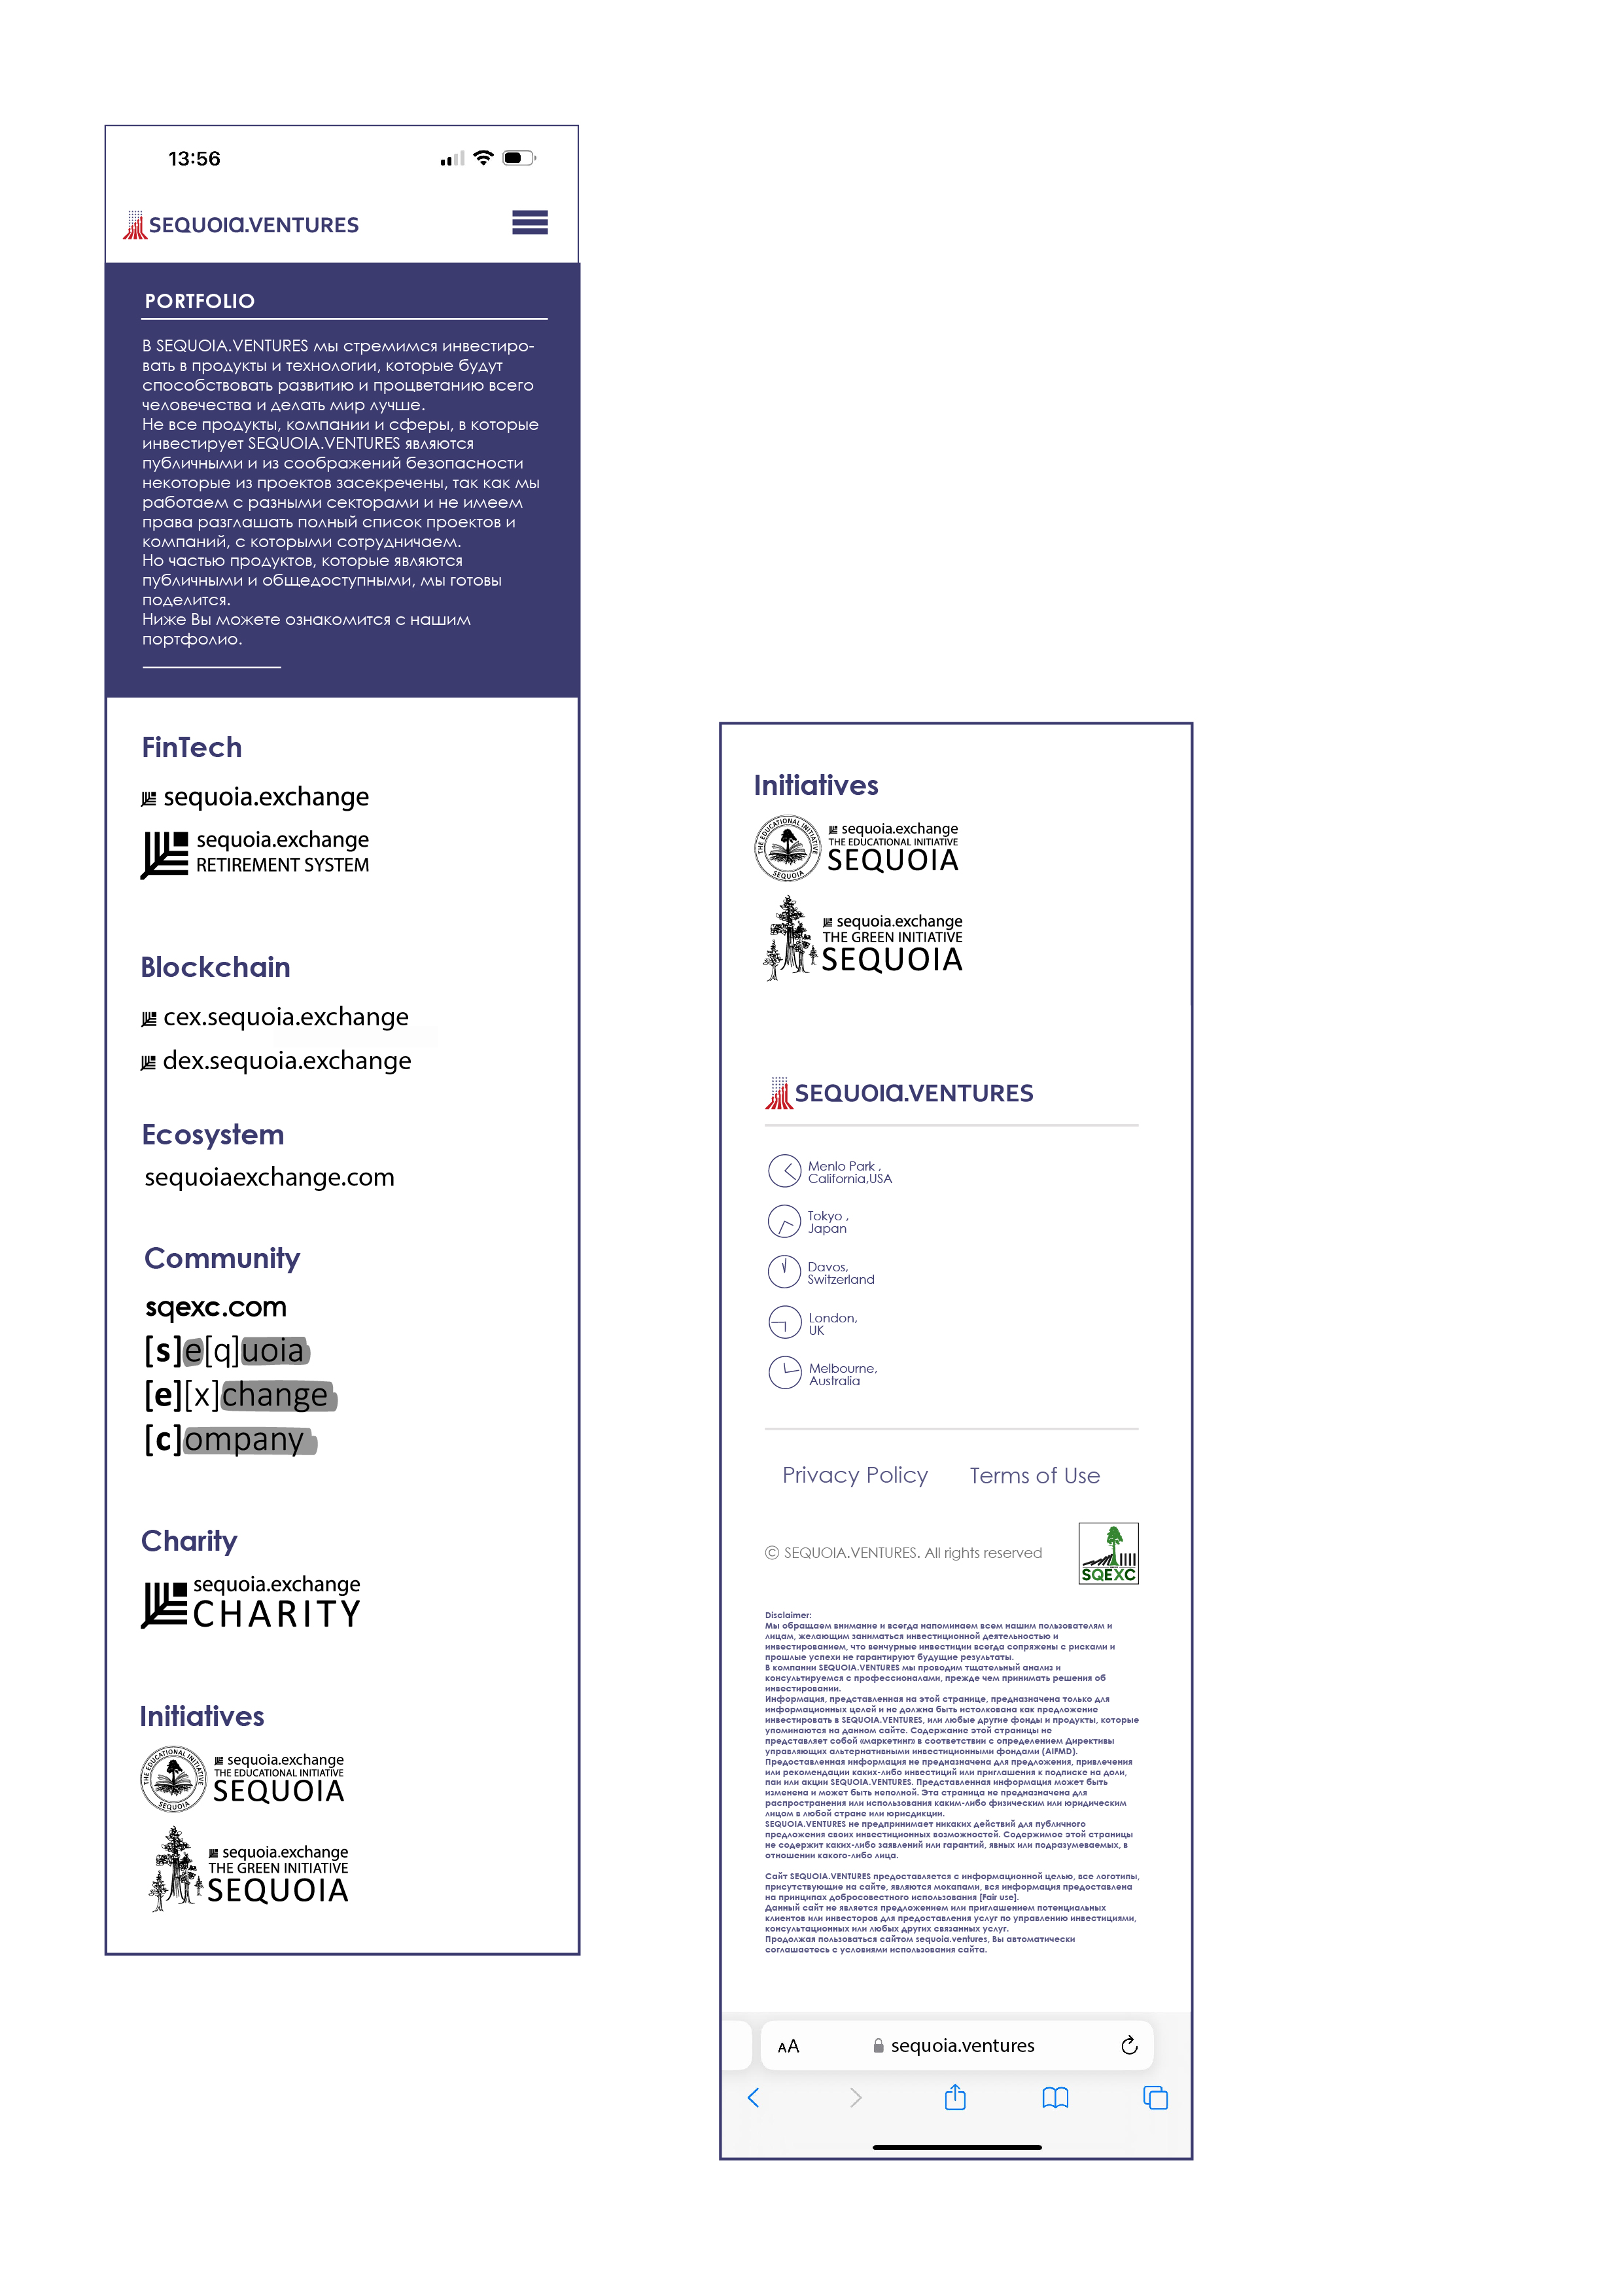 13:56
SEQUOIA.VENTURES
PORTFOLIO
В SEQUOIA.VENTURES мы стремимся инвестиро-
вать в продукты и технологии, которые будут
способствовать развитию и процветанию всего
человечества и делать мир лучше.
Не все продукты, компании и сферы, в которые
инвестирует SEQUOIA.VENTURES являются
публичными и из соображений безопасности
некоторые из проектов засекречены, так как мы
работаем с разными секторами и не имеем
права разглашать полный список проектов и
компаний, с которыми сотрудничаем.
Но частью продуктов, которые являются
публичными и общедоступными, мы готовы
поделится.
Ниже Вы можете ознакомится с нашим
портфолио.
FinTech
sequoia.exchange
sequoia.exchange
RETIREMENT SYSTEM
Blockchain
cex.sequoia.exchange
dex.sequoia.exchange
Ecosystem
sequoiaexchange.com
Community
sqexc.com
[s]e[q]uoia
[e][x]change
[c]ompany
Charity
sequoia.exchange
CHARITY
Initiatives
THE EDUCATIONAL INITIATIVE
SEQUOIA
sequoia.exchange
THE EDUCATIONAL INITIATIVE
SEQUOIA
sequoia.exchange
THE GREEN INITIATIVE
SEQUOIA
Initiatives
THE EDUCATIONAL INITIATIVE
SEQUOIA
sequoia.exchange
THE EDUCATIONAL INITIATIVE
SEQUOIA
sequoia.exchange
THE GREEN INITIATIVE
SEQUOIA
SEQUOIA.VENTURES
Menlo Park ,
California,USA
Tokyo ,
Japan
Davos,
Switzerland
London,
UK
Melbourne,
Australia
Privacy Policy Terms of Use
© SEQUOIA.VENTURES. All rights reserved
SQEXC
Disclaimer:
Мы обращаем внимание и всегда напоминаем всем нашим пользователям и
лицам, желающим заниматься инвестиционной деятельностью и
инвестированием, что венчурные инвестиции всегда сопряжены с рисками и
прошлые успехи не гарантируют будущие результаты.
В компании SEQUOIA.VENTURES мы проводим тщательный анализ и
консультируемся с профессионалами, прежде чем принимать решения об
инвестировании.
Информация, представленная на этой странице, предназначена только для
информационных целей и не должна быть истолкована как предложение
инвестировать в SEQUOIA.VENTURES, или любые другие фонды и продукты, которые
упоминаются на данном сайте. Содержание этой страницы не
представляет собой «маркетинг» в соответствии с определением Директивы
управляющих альтернативными инвестиционными фондами (AIFMD).
Предоставленная информация не предназначена для предложения, привлечения
или рекомендации каких-либо инвестиций или приглашения к подписке на доли,
паи или акции SEQUOIA.VENTURES. Представленная информация может быть
изменена и может быть неполной. Эта страница не предназначена для
распространения или использования каким-либо физическим или юридическим
лицом в любой стране или юрисдикции.
SEQUOIA.VENTURES не предпринимает никаких действий для публичного
предложения своих инвестиционных возможностей. Содержимое этой страницы
не содержит каких-либо заявлений или гарантий, явных или подразумеваемых, в
отношении какого-либо лица.
Сайт SEQUOIA.VENTURES предоставляется с информационной целью, все логотипы,
присутствующие на сайте, являются мокапами, вся информация предоставлена
на принципах добросовестного использования [Fair use].
Данный сайт не является предложением или приглашением потенциальных
клиентов или инвесторов для предоставления услуг по управлению инвестициями,
консультационных или любых других связанных услуг.
Продолжая пользоваться сайтом sequoia.ventures, Вы автоматически
соглашаетесь с условиями использования сайта.
AA sequoia.ventures